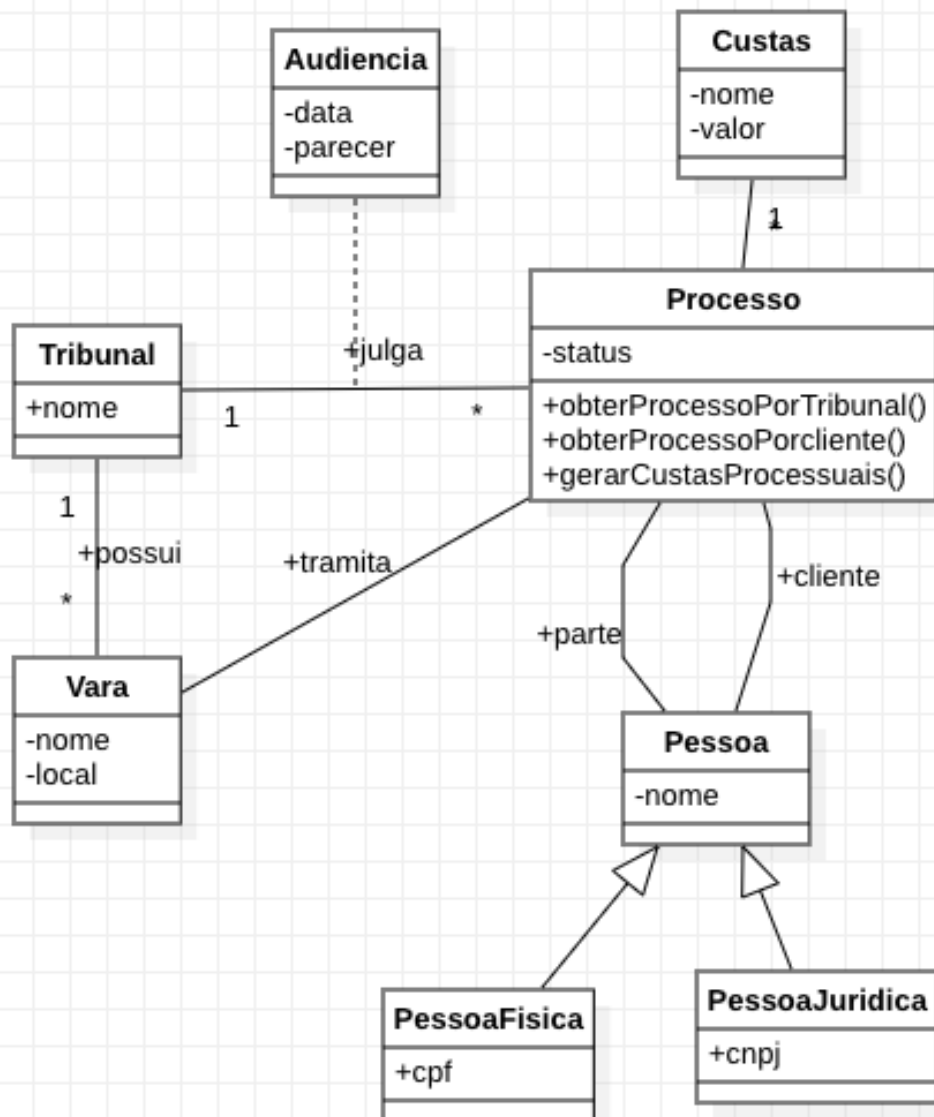 Audiencia
-data
-parecer
Custas
-nome
-valor
1
Processo
-status
+obterProcessoPorTribunal()
+obterProcessoPorcliente()
+gerarCustasProcessuais()
Tribunal
+nome
+julga
1
*
1
+possui
*
+tramita
+cliente
+parte
Vara
-nome
-local
Pessoa
-nome
PessoaFisica
+cpf
PessoaJuridica
+cnpj